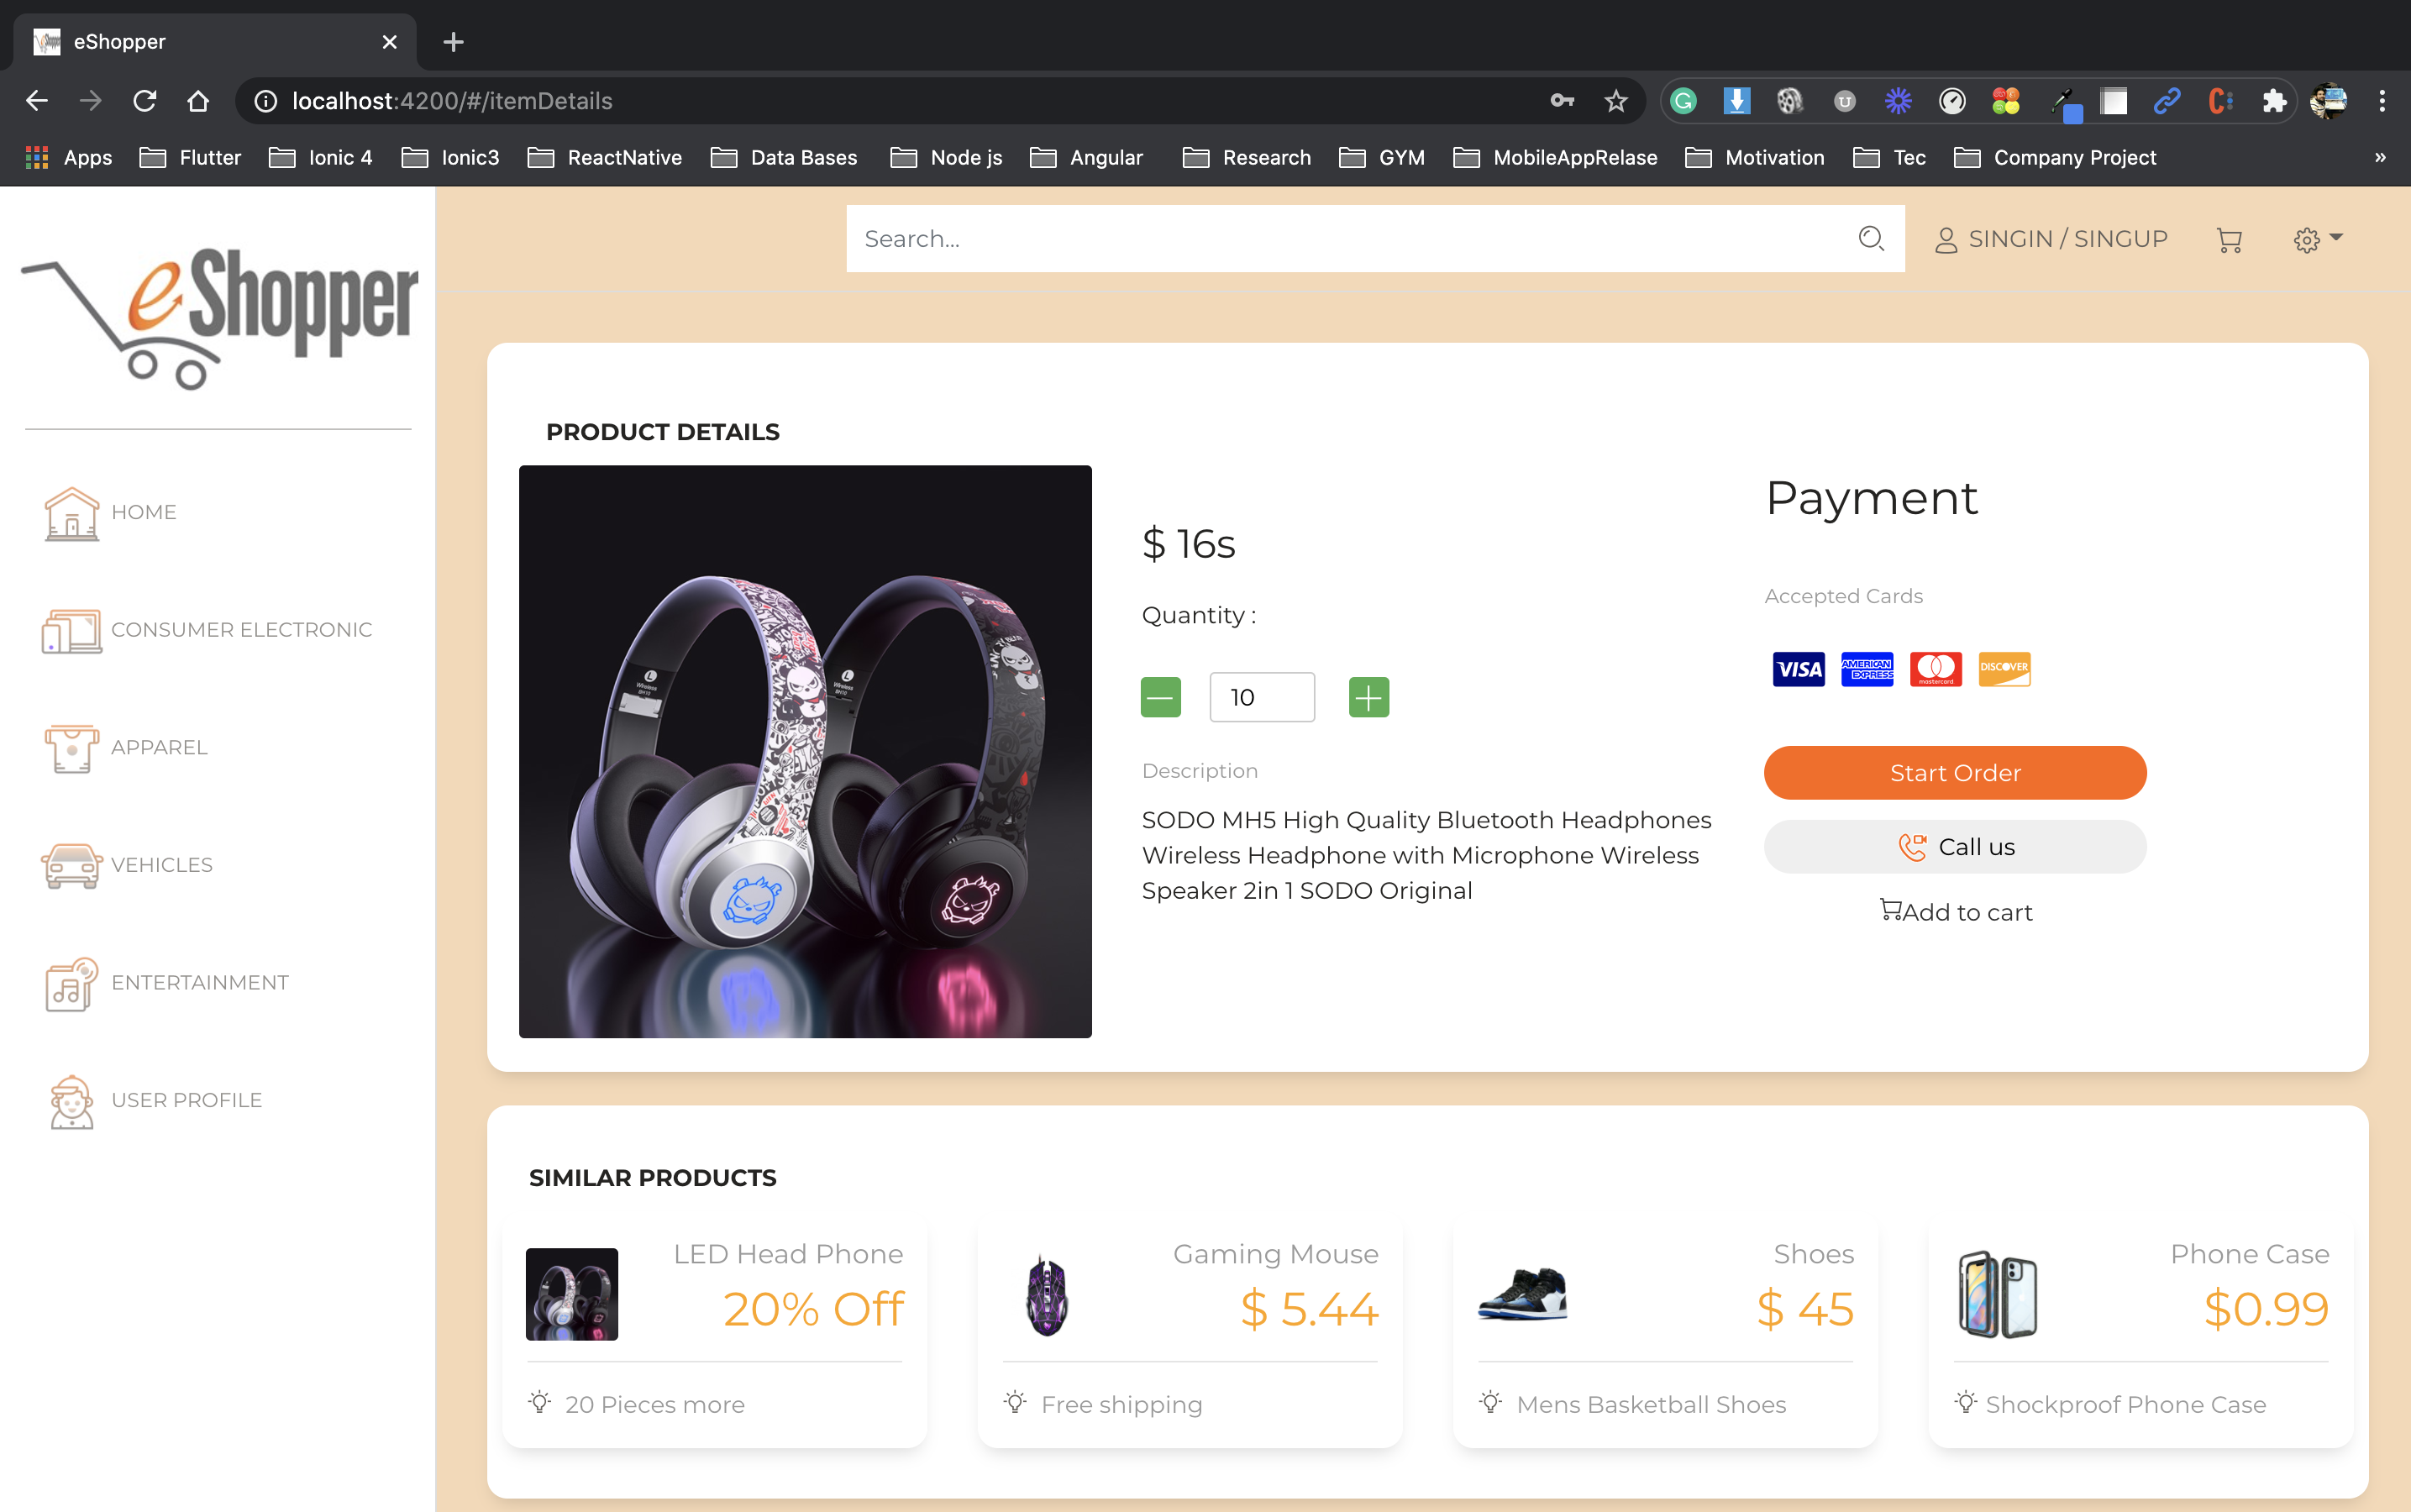 eShopper
localhost:4200/#/itemDetails
Apps Flutter Ionic 4 Ionic3 ReactNative Data Bases Node js Angular Research GYM MobileAppRelase Motivation Tec Company Project »
eShopper
Search...
SINGIN / SINGUP
HOME
CONSUMER ELECTRONIC
APPAREL
VEHICLES
ENTERTAINMENT
USER PROFILE
PRODUCT DETAILS
L
Wireless
L
Wireless
$ 16s
Quantity :
10
Description
SODO MH5 High Quality Bluetooth Headphones
Wireless Headphone with Microphone Wireless
Speaker 2in 1 SODO Original
Payment
Accepted Cards
VISA
AMERICAN
EXPRESS
mastercard
DISCOVER
Start Order
Call us
Add to cart
SIMILAR PRODUCTS
LED Head Phone
20% Off
20 Pieces more
Gaming Mouse
$ 5.44
Free shipping
Shoes
$ 45
Mens Basketball Shoes
Phone Case
$0.99
Shockproof Phone Case